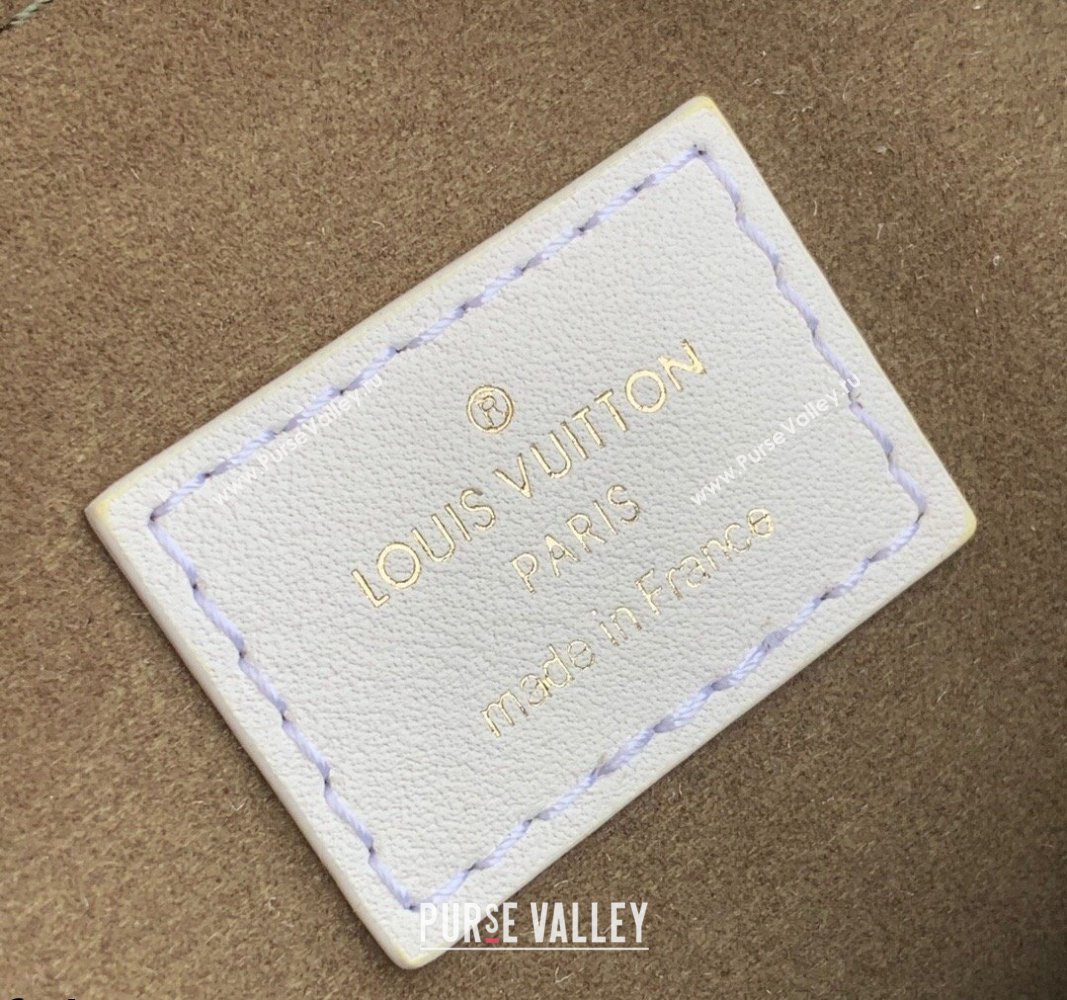 ®
LOUIS VUITTON
PARIS
made in France
www.PurseValley.ru
www.PurseValley.ru
PURSE VALLEY